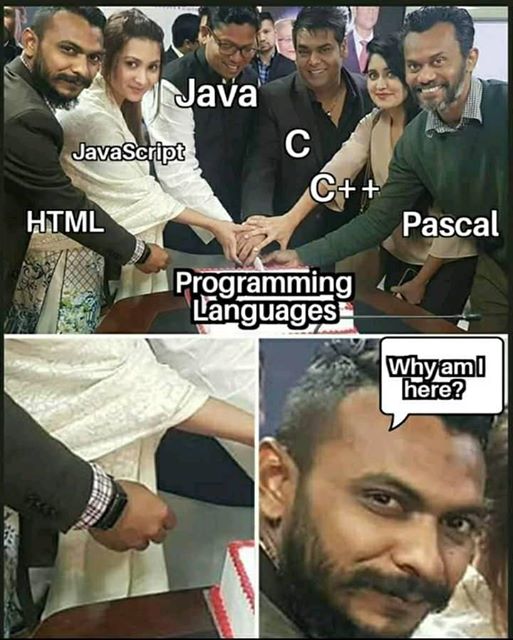 Java
JavaScript
C
C++
HTML
Pascal
Programming
Languages
Why am I
here?